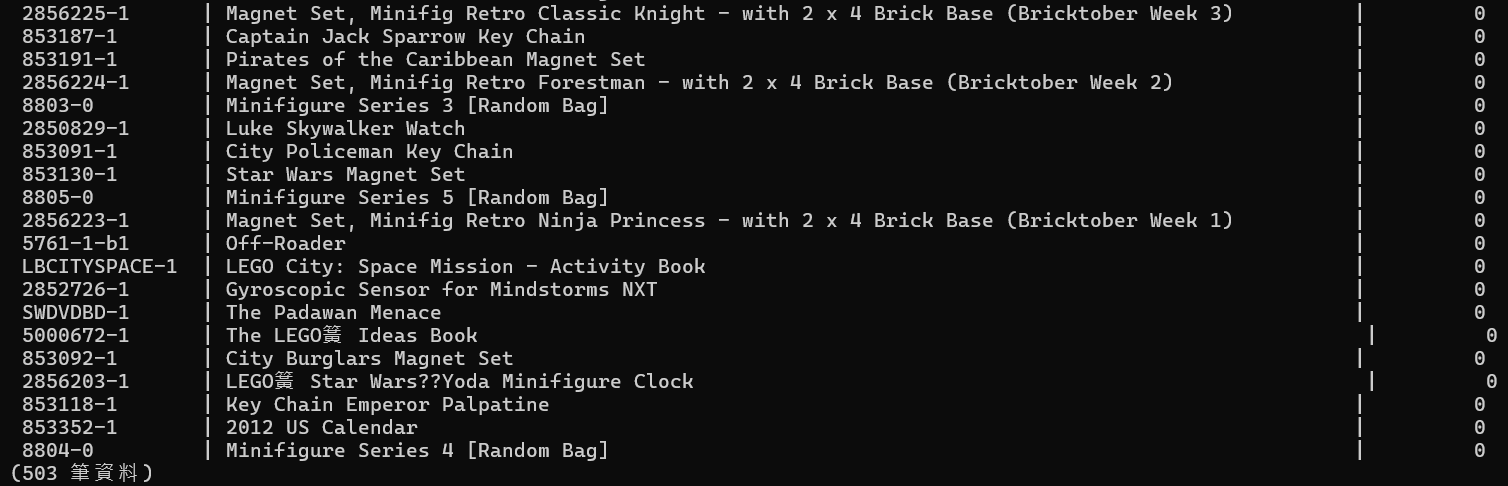 2856225-1 | Magnet Set, Minifig Retro Classic Knight - with 2 x 4 Brick Base (Bricktober Week 3) | 0
853187-1 | Captain Jack Sparrow Key Chain | 0
853191-1 | Pirates of the Caribbean Magnet Set | 0
2856224-1 | Magnet Set, Minifig Retro Forestman - with 2 x 4 Brick Base (Bricktober Week 2) | 0
8803-0 | Minifigure Series 3 [Random Bag] | 0
2850829-1 | Luke Skywalker Watch | 0
853091-1 | City Policeman Key Chain | 0
853130-1 | Star Wars Magnet Set | 0
8805-0 | Minifigure Series 5 [Random Bag] | 0
2856223-1 | Magnet Set, Minifig Retro Ninja Princess - with 2 x 4 Brick Base (Bricktober Week 1) | 0
5761-1-b1 | Off-Roader | 0
LBCITYSPACE-1 | LEGO City: Space Mission - Activity Book | 0
2852726-1 | Gyroscopic Sensor for Mindstorms NXT | 0
SWDVDBD-1 | The Padawan Menace | 0
5000672-1 | The LEGO簧 Ideas Book | 0
853092-1 | City Burglars Magnet Set | 0
2856203-1 | LEGO簧 Star Wars??Yoda Minifigure Clock | 0
853118-1 | Key Chain Emperor Palpatine | 0
853352-1 | 2012 US Calendar | 0
8804-0 | Minifigure Series 4 [Random Bag] | 0
(503 筆資料)